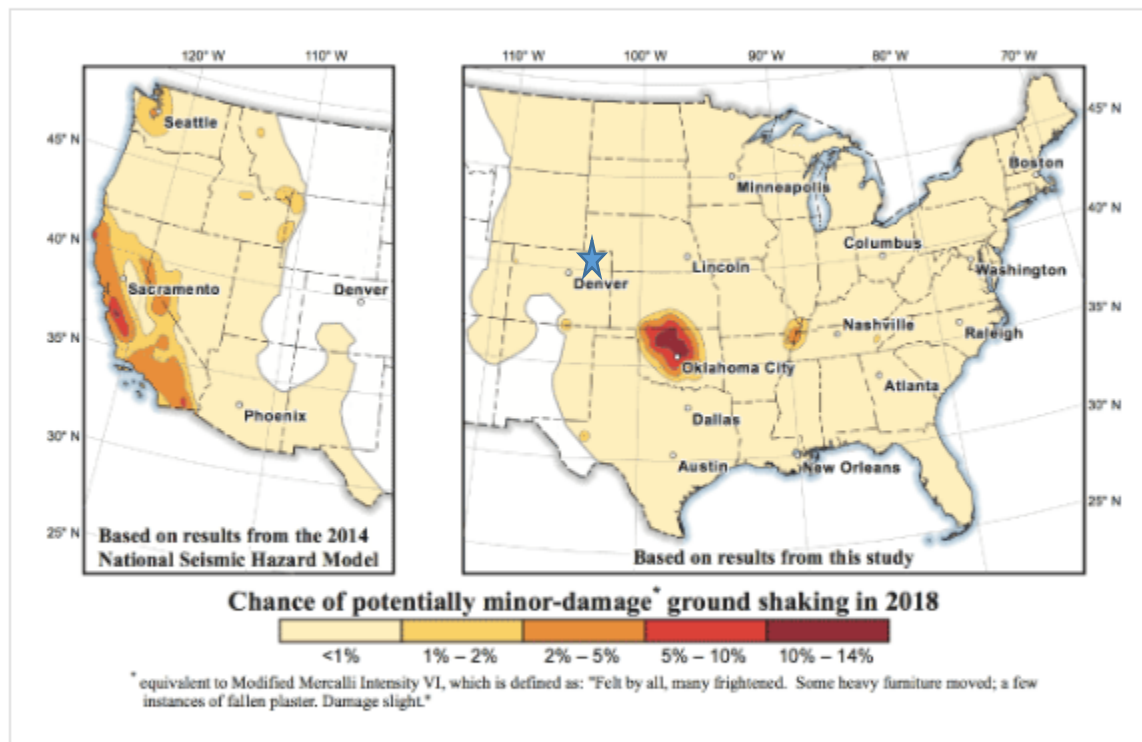 120° W
110° W
110° W
100° W
90° W
80° W
70° W
45° N
40° N
35° N
30° N
25° N
Seattle
Sacramento
Denver
Phoenix
Based on results from the 2014
National Seismic Hazard Model
45° N
40° N
35° N
30° N
25° N
Boston
Minneapolis
Columbus
Lincoln
Washington
Denver
Nashville
Raleigh
Oklahoma City
Atlanta
Dallas
Austin
New Orleans
Based on results from this study
Chance of potentially minor-damage* ground shaking in 2018
<1%
1% – 2%
2% – 5%
5% – 10%
10% – 14%
* equivalent to Modified Mercalli Intensity VI, which is defined as: "Felt by all, many frightened. Some heavy furniture moved; a few
instances of fallen plaster. Damage slight."